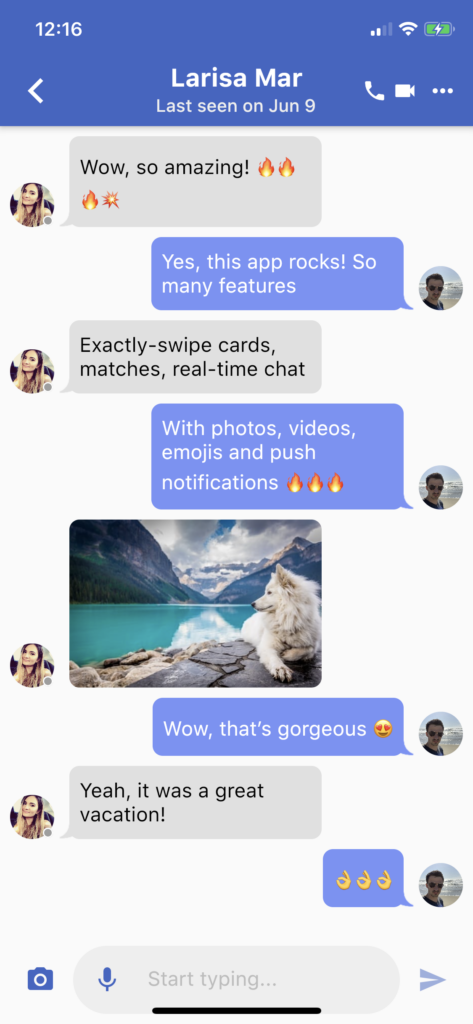 12:16
Larisa Mar
Last seen on Jun 9
Wow, so amazing! 🔥🔥
🔥💥
Yes, this app rocks! So
many features
Exactly-swipe cards,
matches, real-time chat
With photos, videos,
emojis and push
notifications 🔥🔥🔥
Wow, that’s gorgeous 😍
Yeah, it was a great
vacation!
👌👌👌
Start typing...